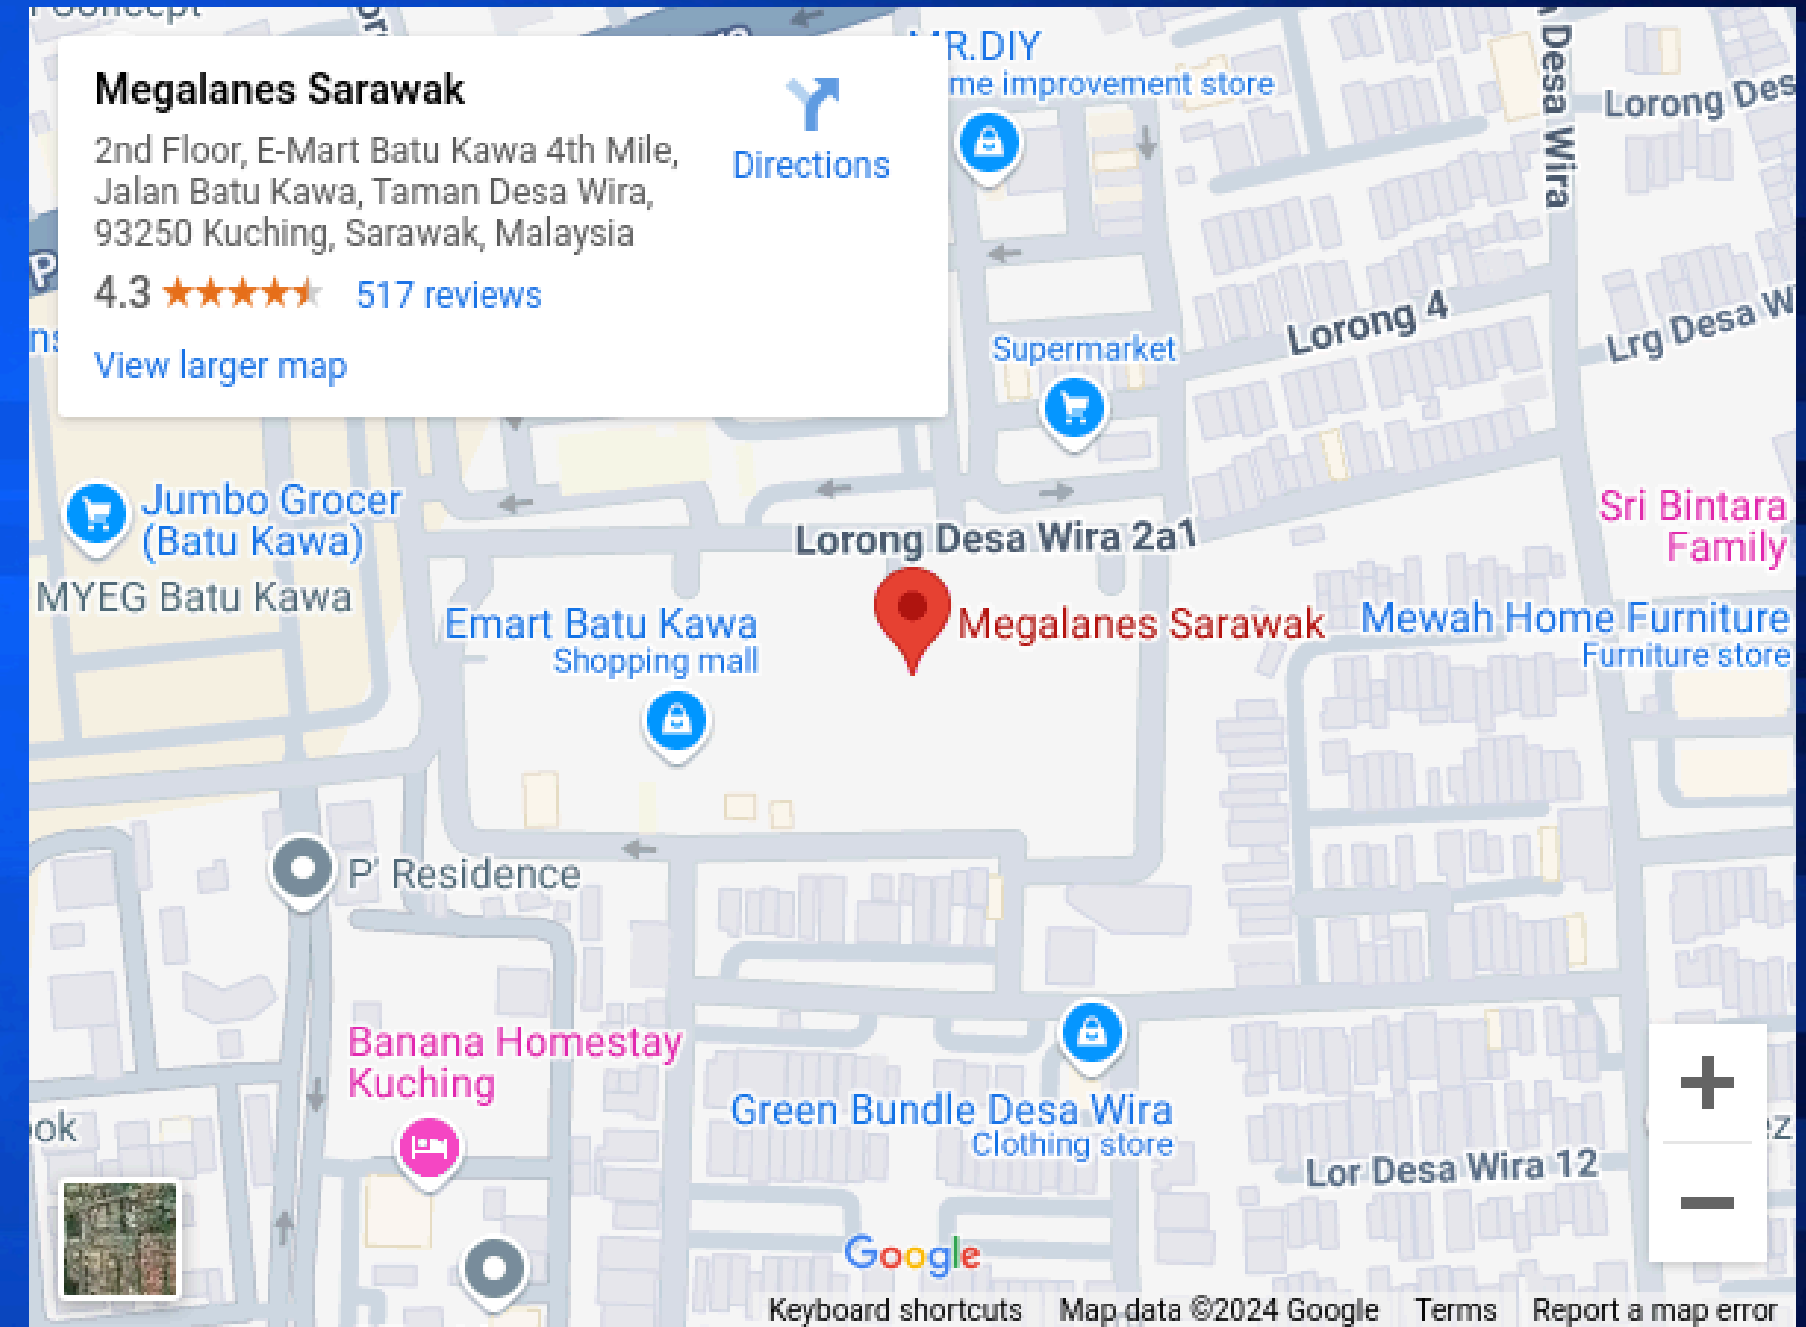 Megalanes Sarawak
2nd Floor, E-Mart Batu Kawa 4th Mile,
Jalan Batu Kawa, Taman Desa Wira,
93250 Kuching, Sarawak, Malaysia
4.3 517 reviews
View larger map
Directions
improvement store
Desa Wira
Lorong
Lorong 4
Lrg Desa
Supermarket
Jumbo Grocer
(Batu Kawa)
MYEG Batu Kawa
Lorong Desa Wira 2a1
Sri Bintara
Family
Emart Batu Kawa
Shopping mall
Megalanes Sarawak
Mewah Home Furniture
Furniture store
P' Residence
Banana Homestay
Kuching
Green Bundle Desa Wira
Clothing store
Lor Desa Wira 12
Google
Keyboard shortcuts Map data ©2024 Google Terms Report a map error